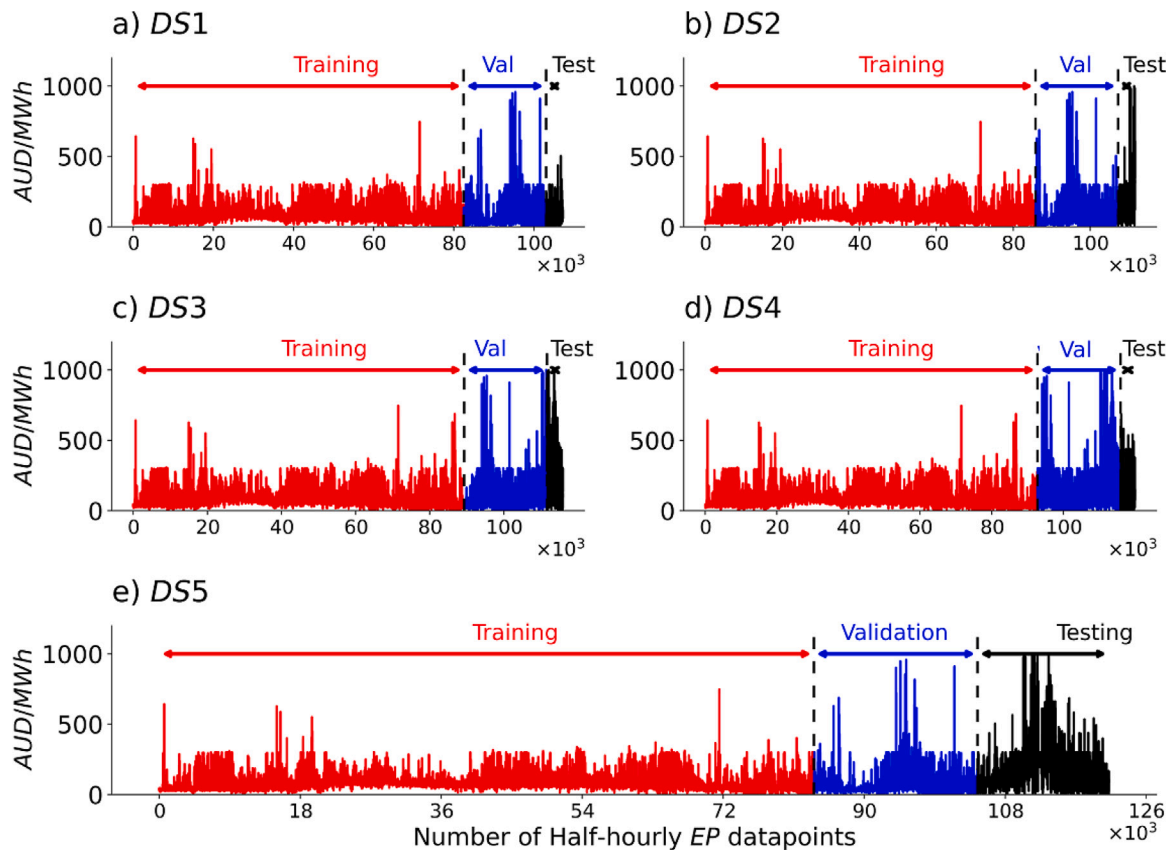 a) DS1
Training Val Test
AUD/MWh
1000
500
0
0 20 40 60 80 100
×10³
b) DS2
Training Val Test
1000
500
0
0 20 40 60 80 100
×10³
c) DS3
Training Val Test
AUD/MWh
1000
500
0
0 20 40 60 80 100
×10³
d) DS4
Training Val Test
1000
500
0
0 20 40 60 80 100
×10³
e) DS5
Training Validation Testing
AUD/MWh
1000
500
0
0 18 36 54 72 90 108 126
×10³
Number of Half-hourly EP datapoints